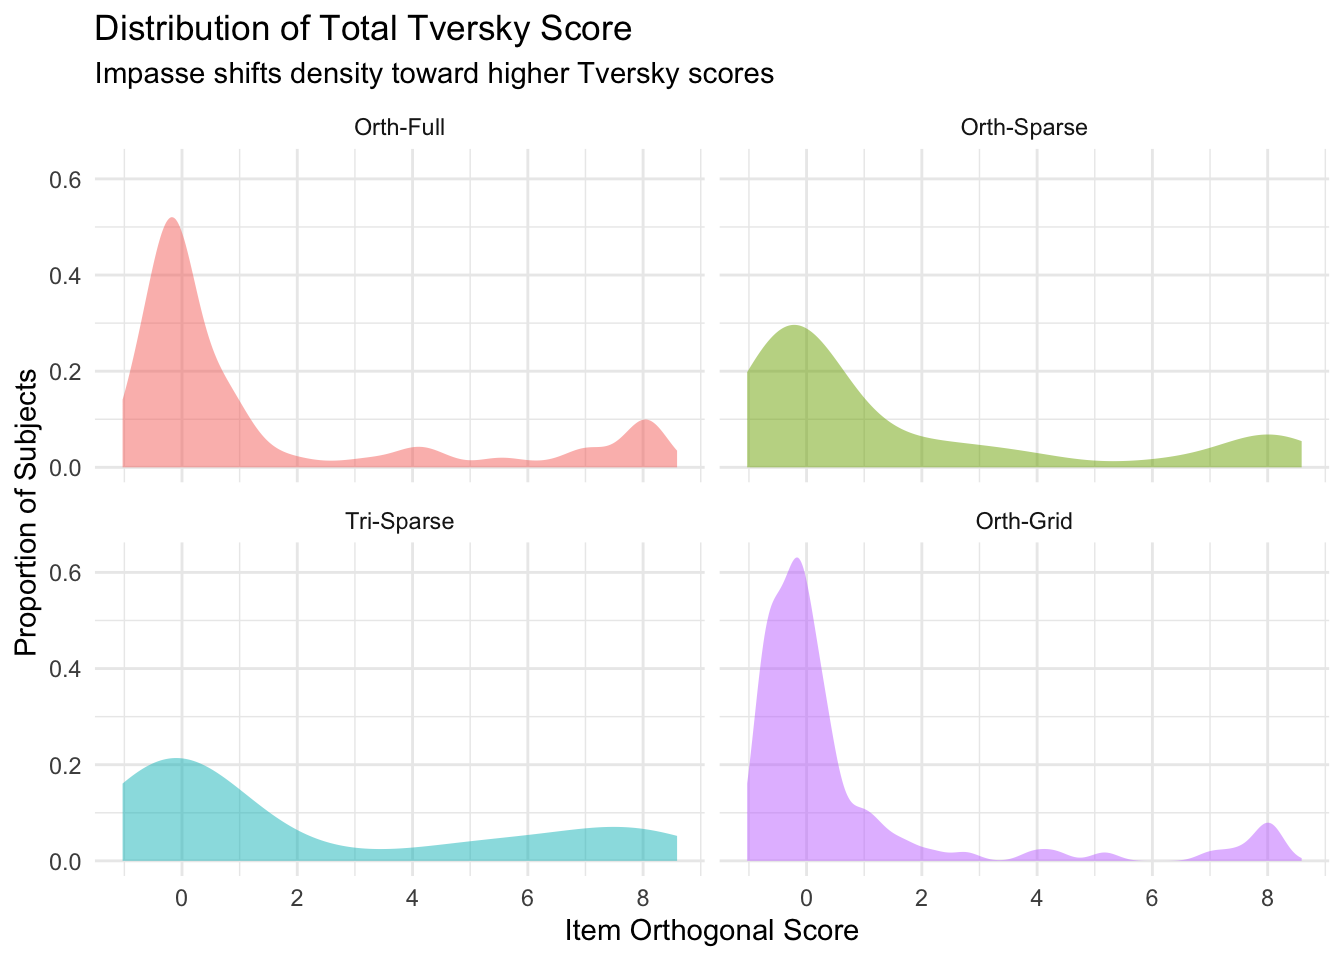 Distribution of Total Tversky Score
Impasse shifts density toward higher Tversky scores
Orth-Full
Orth-Sparse
0.6
0.4
0.2
0.0
Tri-Sparse
Orth-Grid
0.6
0.4
0.2
0.0
0 2 4 6 8
0 2 4 6 8
Item Orthogonal Score
Proportion of Subjects